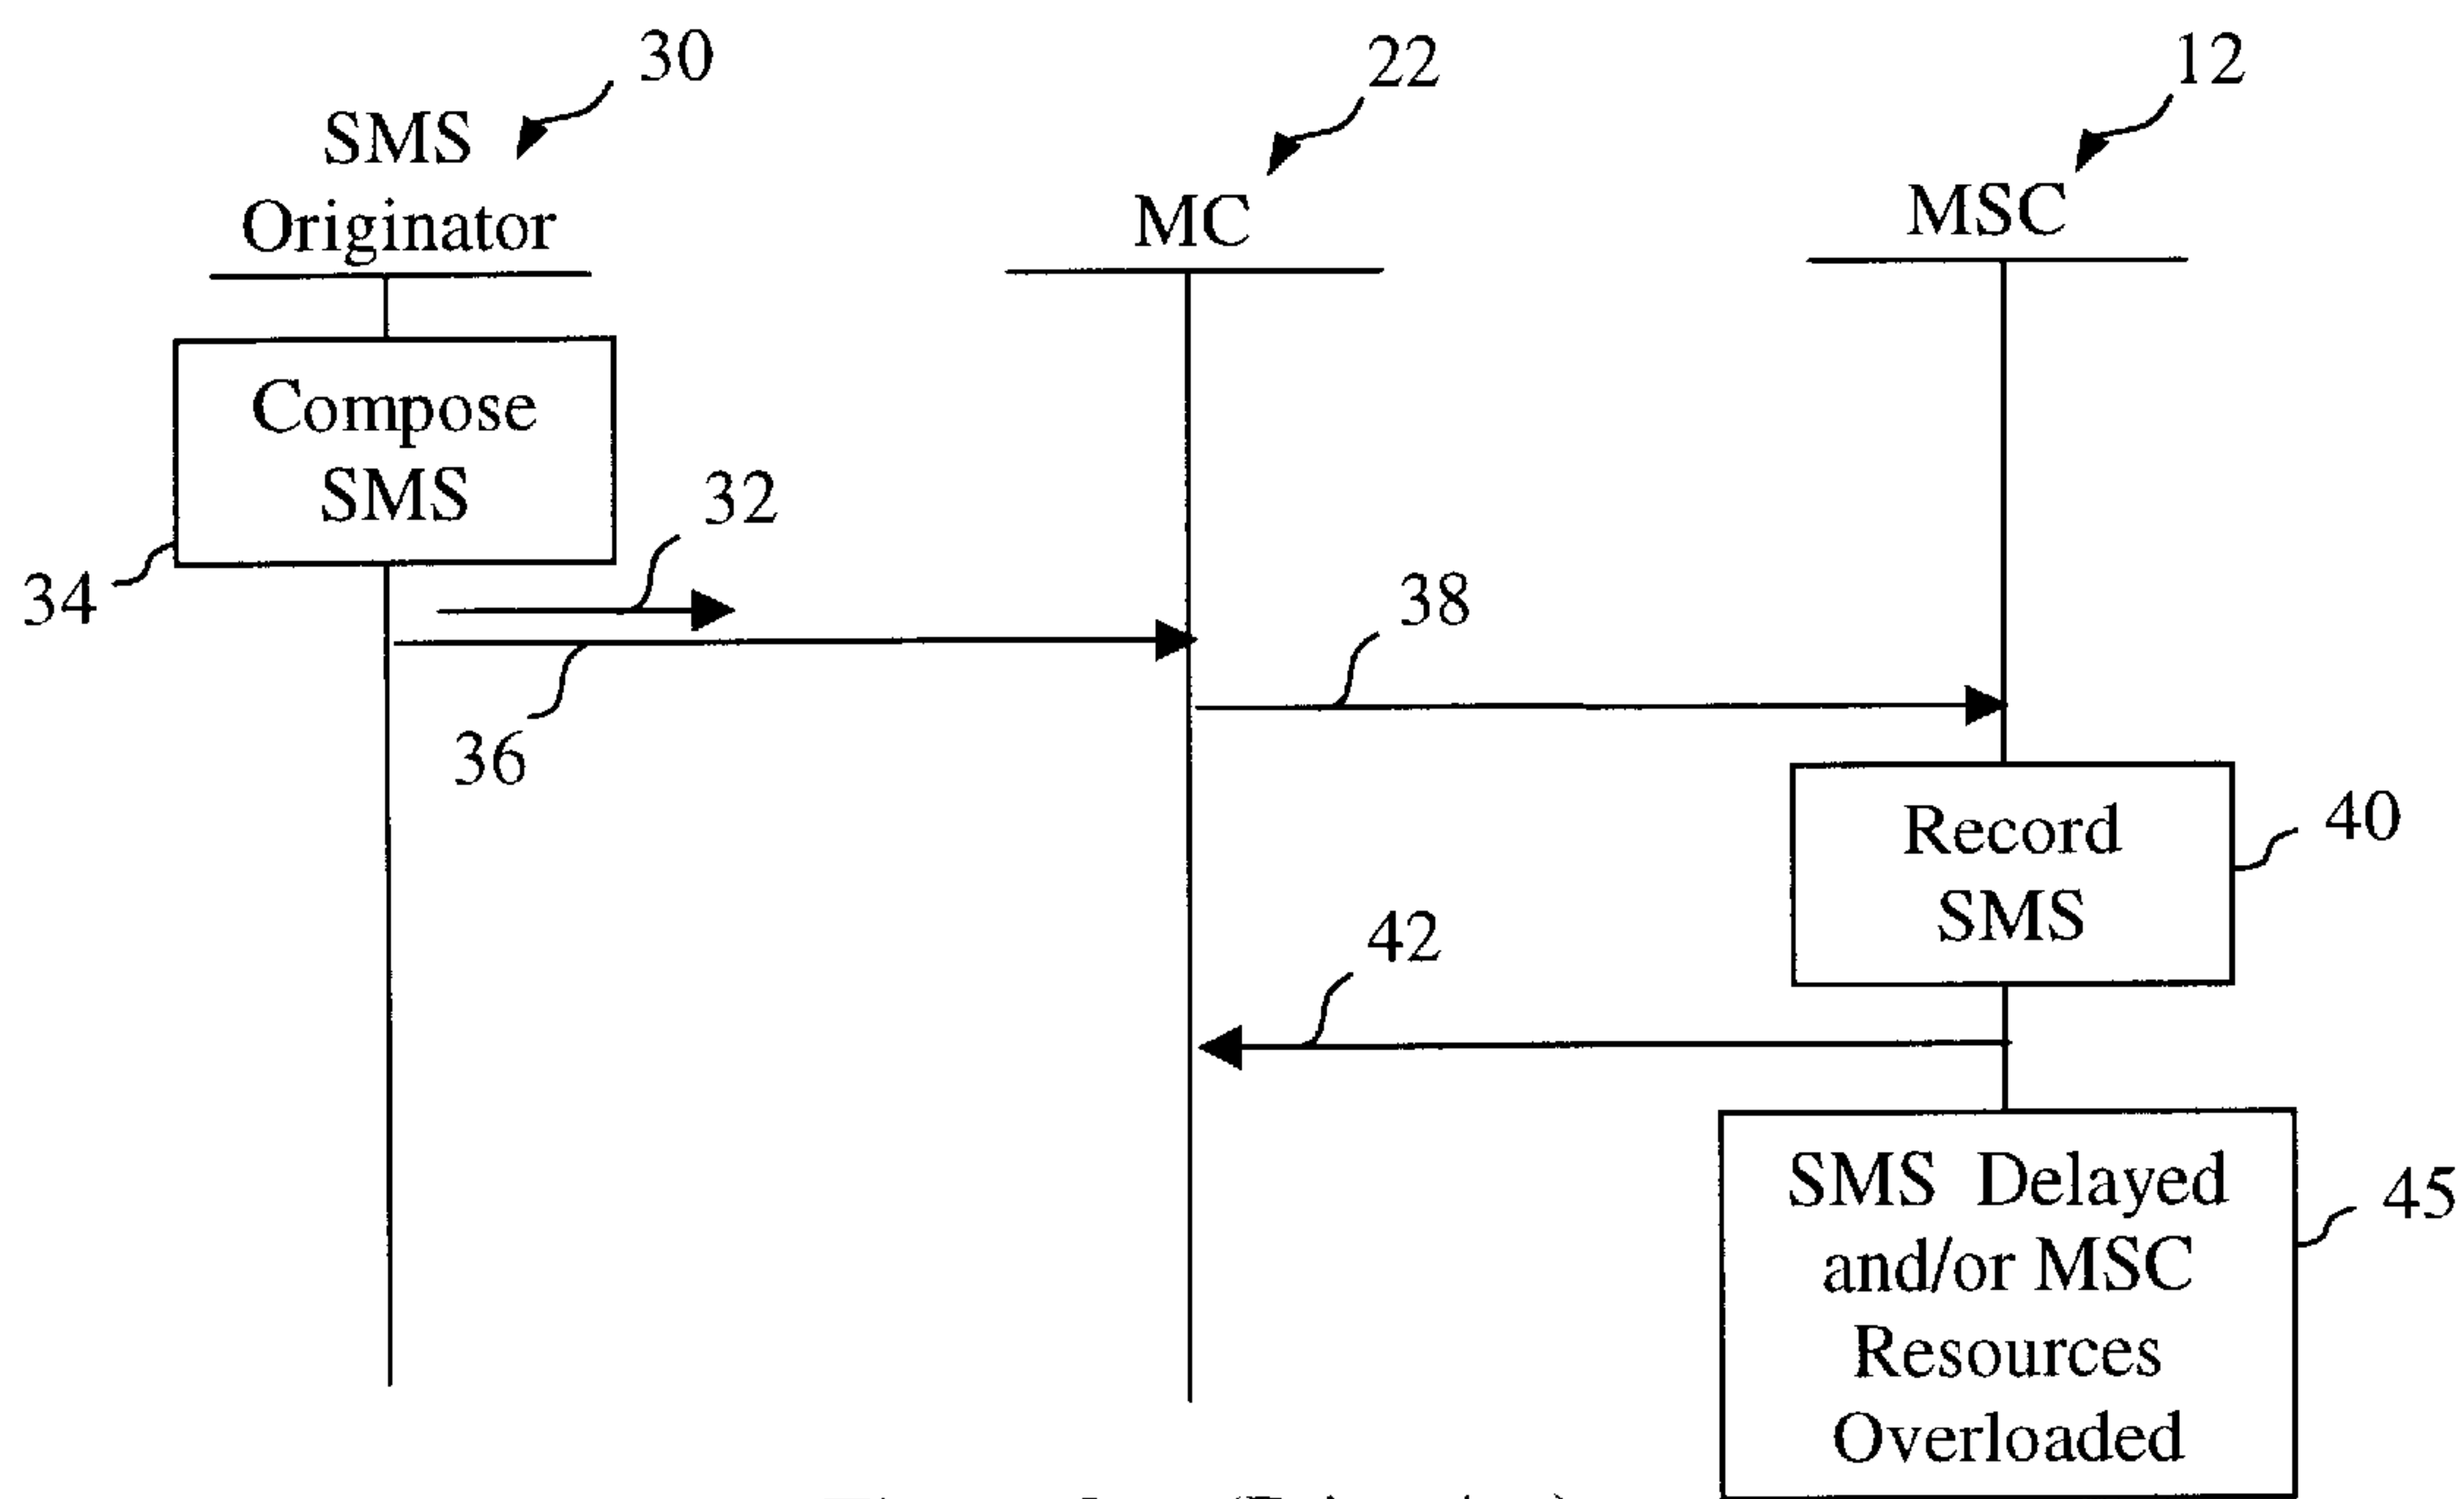 30
22
12
SMS
Originator
MC
MSC
Compose
SMS
34
32
36
38
Record
SMS
40
42
SMS Delayed
and/or MSC
Resources
Overloaded
45